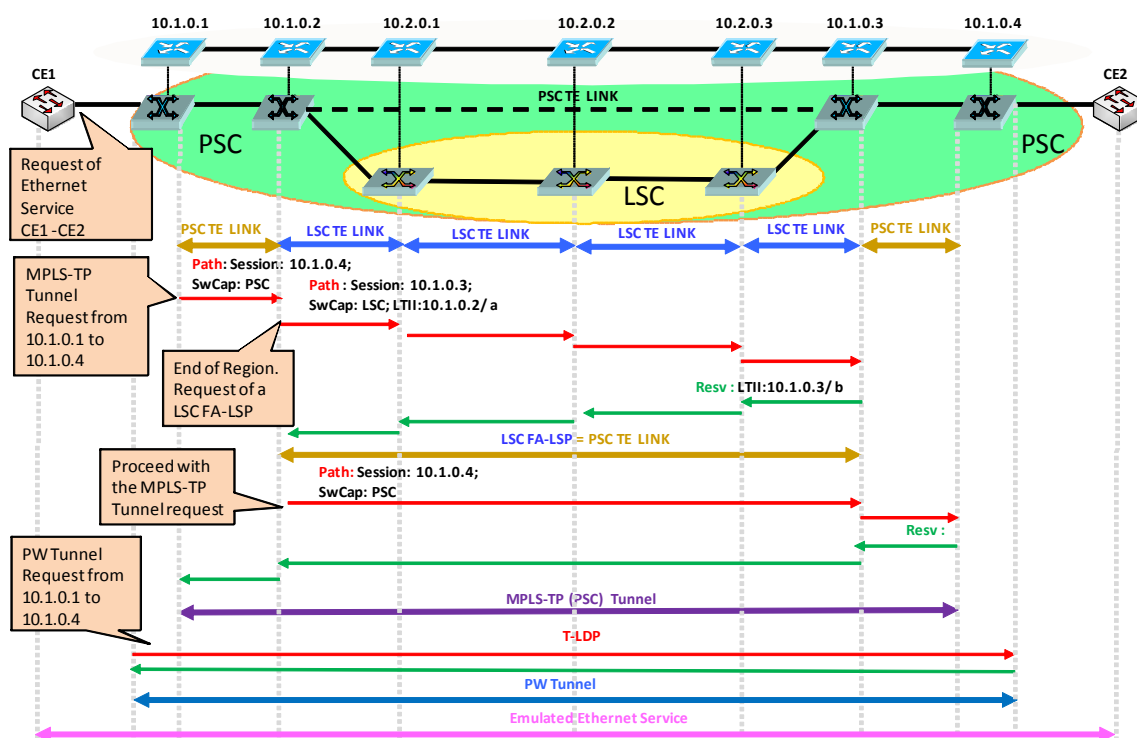 10.1.0.1
10.1.0.2
10.2.0.1
10.2.0.2
10.2.0.3
10.1.0.3
10.1.0.4
CE1
CE2
PSC TE LINK
PSC
PSC
LSC
Request of
Ethernet
Service
CE1 -CE2
PSC TE LINK
LSC TE LINK
LSC TE LINK
LSC TE LINK
LSC TE LINK
PSC TE LINK
MPLS-TP
Tunnel
Request from
10.1.0.1 to
10.1.0.4
Path: Session: 10.1.0.4;
SwCap: PSC
Path : Session: 10.1.0.3;
SwCap: LSC; LTII:10.1.0.2/ a
End of Region.
Request of a
LSC FA-LSP
Resv : LTII:10.1.0.3/ b
LSC FA-LSP = PSC TE LINK
Proceed with
the MPLS-TP
Tunnel request
Path: Session: 10.1.0.4;
SwCap: PSC
Resv :
PW Tunnel
Request from
10.1.0.1 to
10.1.0.4
MPLS-TP (PSC) Tunnel
T-LDP
PW Tunnel
Emulated Ethernet Service